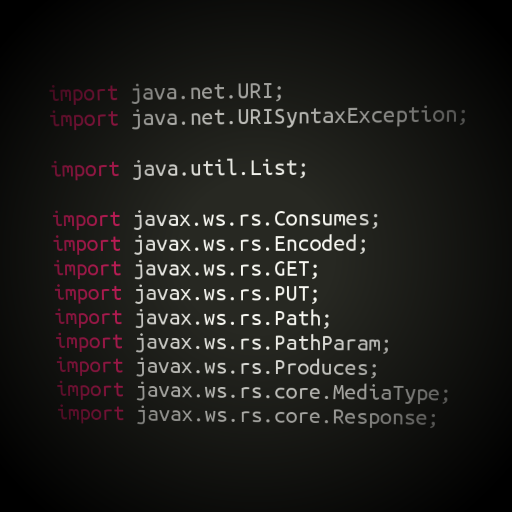 import java.net.URI;
import java.net.URISyntaxException;
import java.util.List;
import javax.ws.rs.Consumes;
import javax.ws.rs.Encoded;
import javax.ws.rs.GET;
import javax.ws.rs.PUT;
import javax.ws.rs.Path;
import javax.ws.rs.PathParam;
import javax.ws.rs.Produces;
import javax.ws.rs.core.MediaType;
import javax.ws.rs.core.Response;